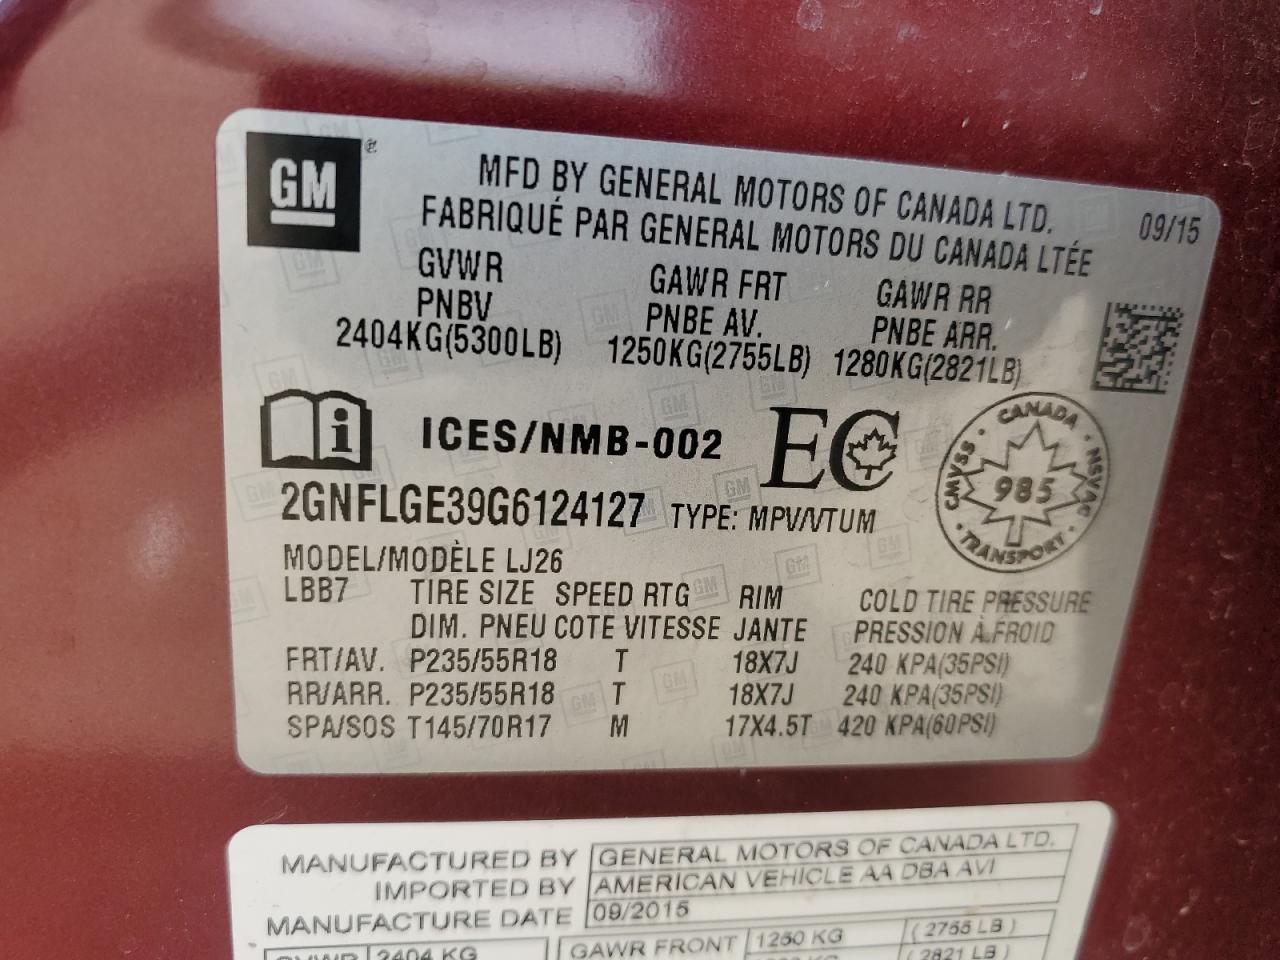 GM
MFD BY GENERAL MOTORS OF CANADA LTD.
FABRIQUÉ PAR GENERAL MOTORS DU CANADA LTÉE
09/15
GVWR GAWR FRT GAWR RR
PNBV PNBE AV. PNBE ARR.
2404KG(5300LB) 1250KG(2755LB) 1280KG(2821LB)
ICES/NMB-002 EC
CANADA
CMVSS 985 NSVAC
TRANSPORT
2GNFLGE39G6124127 TYPE: MPV/VTUM
MODEL/MODÈLE LJ26
LBB7 TIRE SIZE SPEED RTG RIM COLD TIRE PRESSURE
DIM. PNEU COTE VITESSE JANTE PRESSION À FROID
FRT/AV. P235/55R18 T 18X7J 240 KPA(35PSI)
RR/ARR. P235/55R18 T 18X7J 240 KPA(35PSI)
SPA/SOS T145/70R17 M 17X4.5T 420 KPA(60PSI)
MANUFACTURED BY GENERAL MOTORS OF CANADA LTD.
IMPORTED BY AMERICAN VEHICLE AA DBA AVI
MANUFACTURE DATE 09/2015
GVWR 2404 KG GAWR FRONT 1250 KG (2755 LB)
(2821 LB)